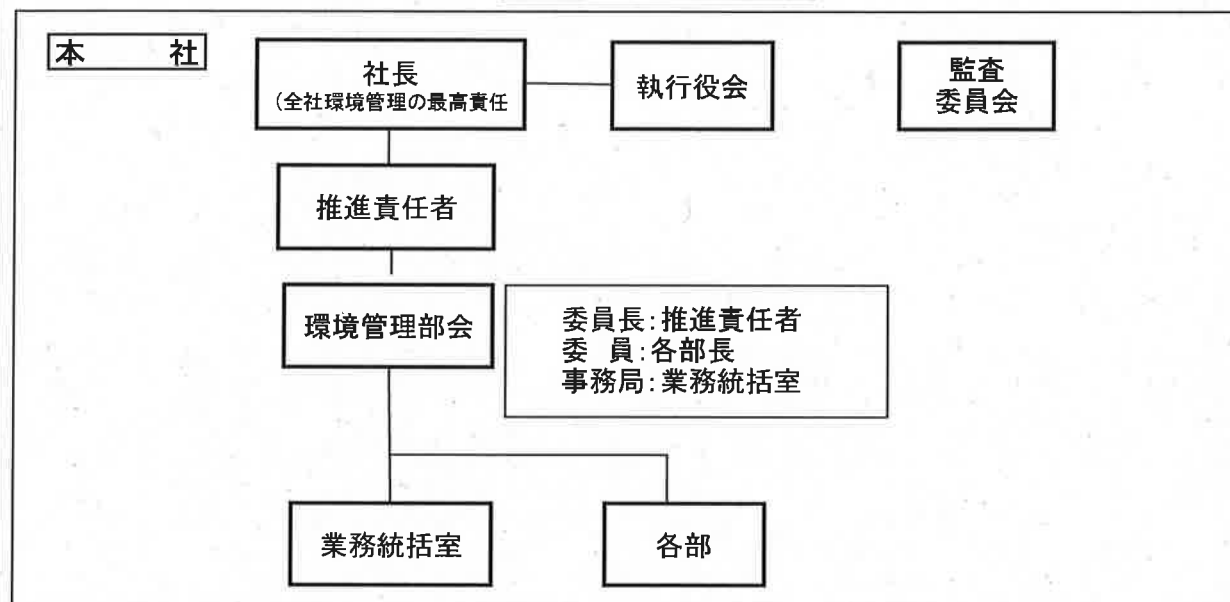 本　　社
社長
(全社環境管理の最高責任
執行役会
監査
委員会
推進責任者
環境管理部会
委員長：推進責任者
委　員：各部長
事務局：業務統括室
業務統括室
各部